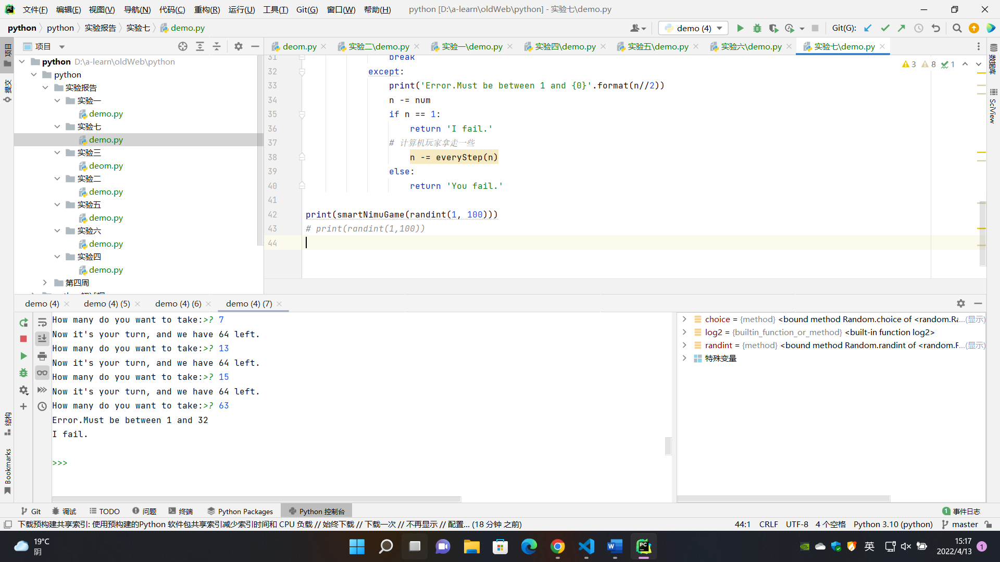 文件(F) 编辑(E) 视图(V) 导航(N) 代码(C) 重构(R) 运行(U) 工具(T) Git(G) 窗口(W) 帮助(H) python [D:\a-learn\oldWeb\python] - 实验七\demo.py
python python 实验报告 实验七 demo.py demo (4) Git(G):
项目 deom.py 实验二\demo.py 实验一\demo.py 实验四\demo.py 实验五\demo.py 实验六\demo.py 实验七\demo.py
项目
提交
结构
Bookmarks
python D:\a-learn\oldWeb\python
python
实验报告
实验一
demo.py
实验七
demo.py
实验三
deom.py
实验二
demo.py
实验五
demo.py
实验六
demo.py
实验四
demo.py
第四周
3 8 1
31 break
32 except:
33 print('Error.Must be between 1 and {0}'.format(n//2))
34 n -= num
35 if n == 1:
36 return 'I fail.'
37 # 计算机玩家拿走一些
38 n -= everyStep(n)
39 else:
40 return 'You fail.'
41
42 print(smartNimuGame(randint(1, 100)))
43 # print(randint(1,100))
44
数据库
SciView
demo (4) demo (4) (5) demo (4) (6) demo (4) (7)
How many do you want to take:>? 7
Now it's your turn, and we have 64 left.
How many do you want to take:>? 13
Now it's your turn, and we have 64 left.
How many do you want to take:>? 15
Now it's your turn, and we have 64 left.
How many do you want to take:>? 63
Error.Must be between 1 and 32
I fail.
>>>
choice = {method} <bound method Random.choice of <random.Ra...(显示)
log2 = {builtin_function_or_method} <built-in function log2>
randint = {method} <bound method Random.randint of <random.F...(显示)
特殊变量
Git 调试 TODO 问题 终端 Python Packages Python 控制台 1 事件日志
下载预构建共享索引: 使用预构建的Python 软件包共享索引减少索引时间和 CPU 负载 // 始终下载 // 下载一次 // 不再显示 // 配置... (18 分钟 之前) 44:1 CRLF UTF-8 4 个空格 Python 3.10 (python) master
19°C
阴
英
15:17
2022/4/13
1